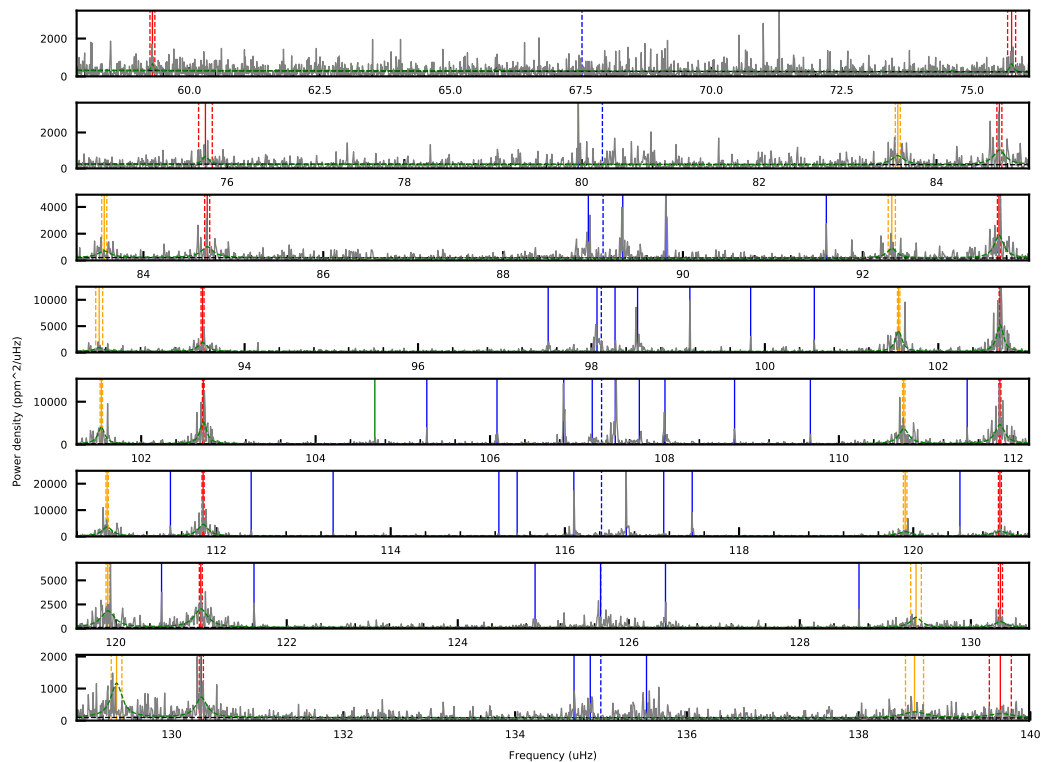 2000
0
60.0 62.5 65.0 67.5 70.0 72.5 75.0
2000
0
76 78 80 82 84
4000
2000
0
84 86 88 90 92
10000
5000
0
94 96 98 100 102
10000
0
102 104 106 108 110 112
20000
10000
0
112 114 116 118 120
5000
2500
0
120 122 124 126 128 130
2000
1000
0
130 132 134 136 138 140
Power density (ppm^2/uHz)
Frequency (uHz)